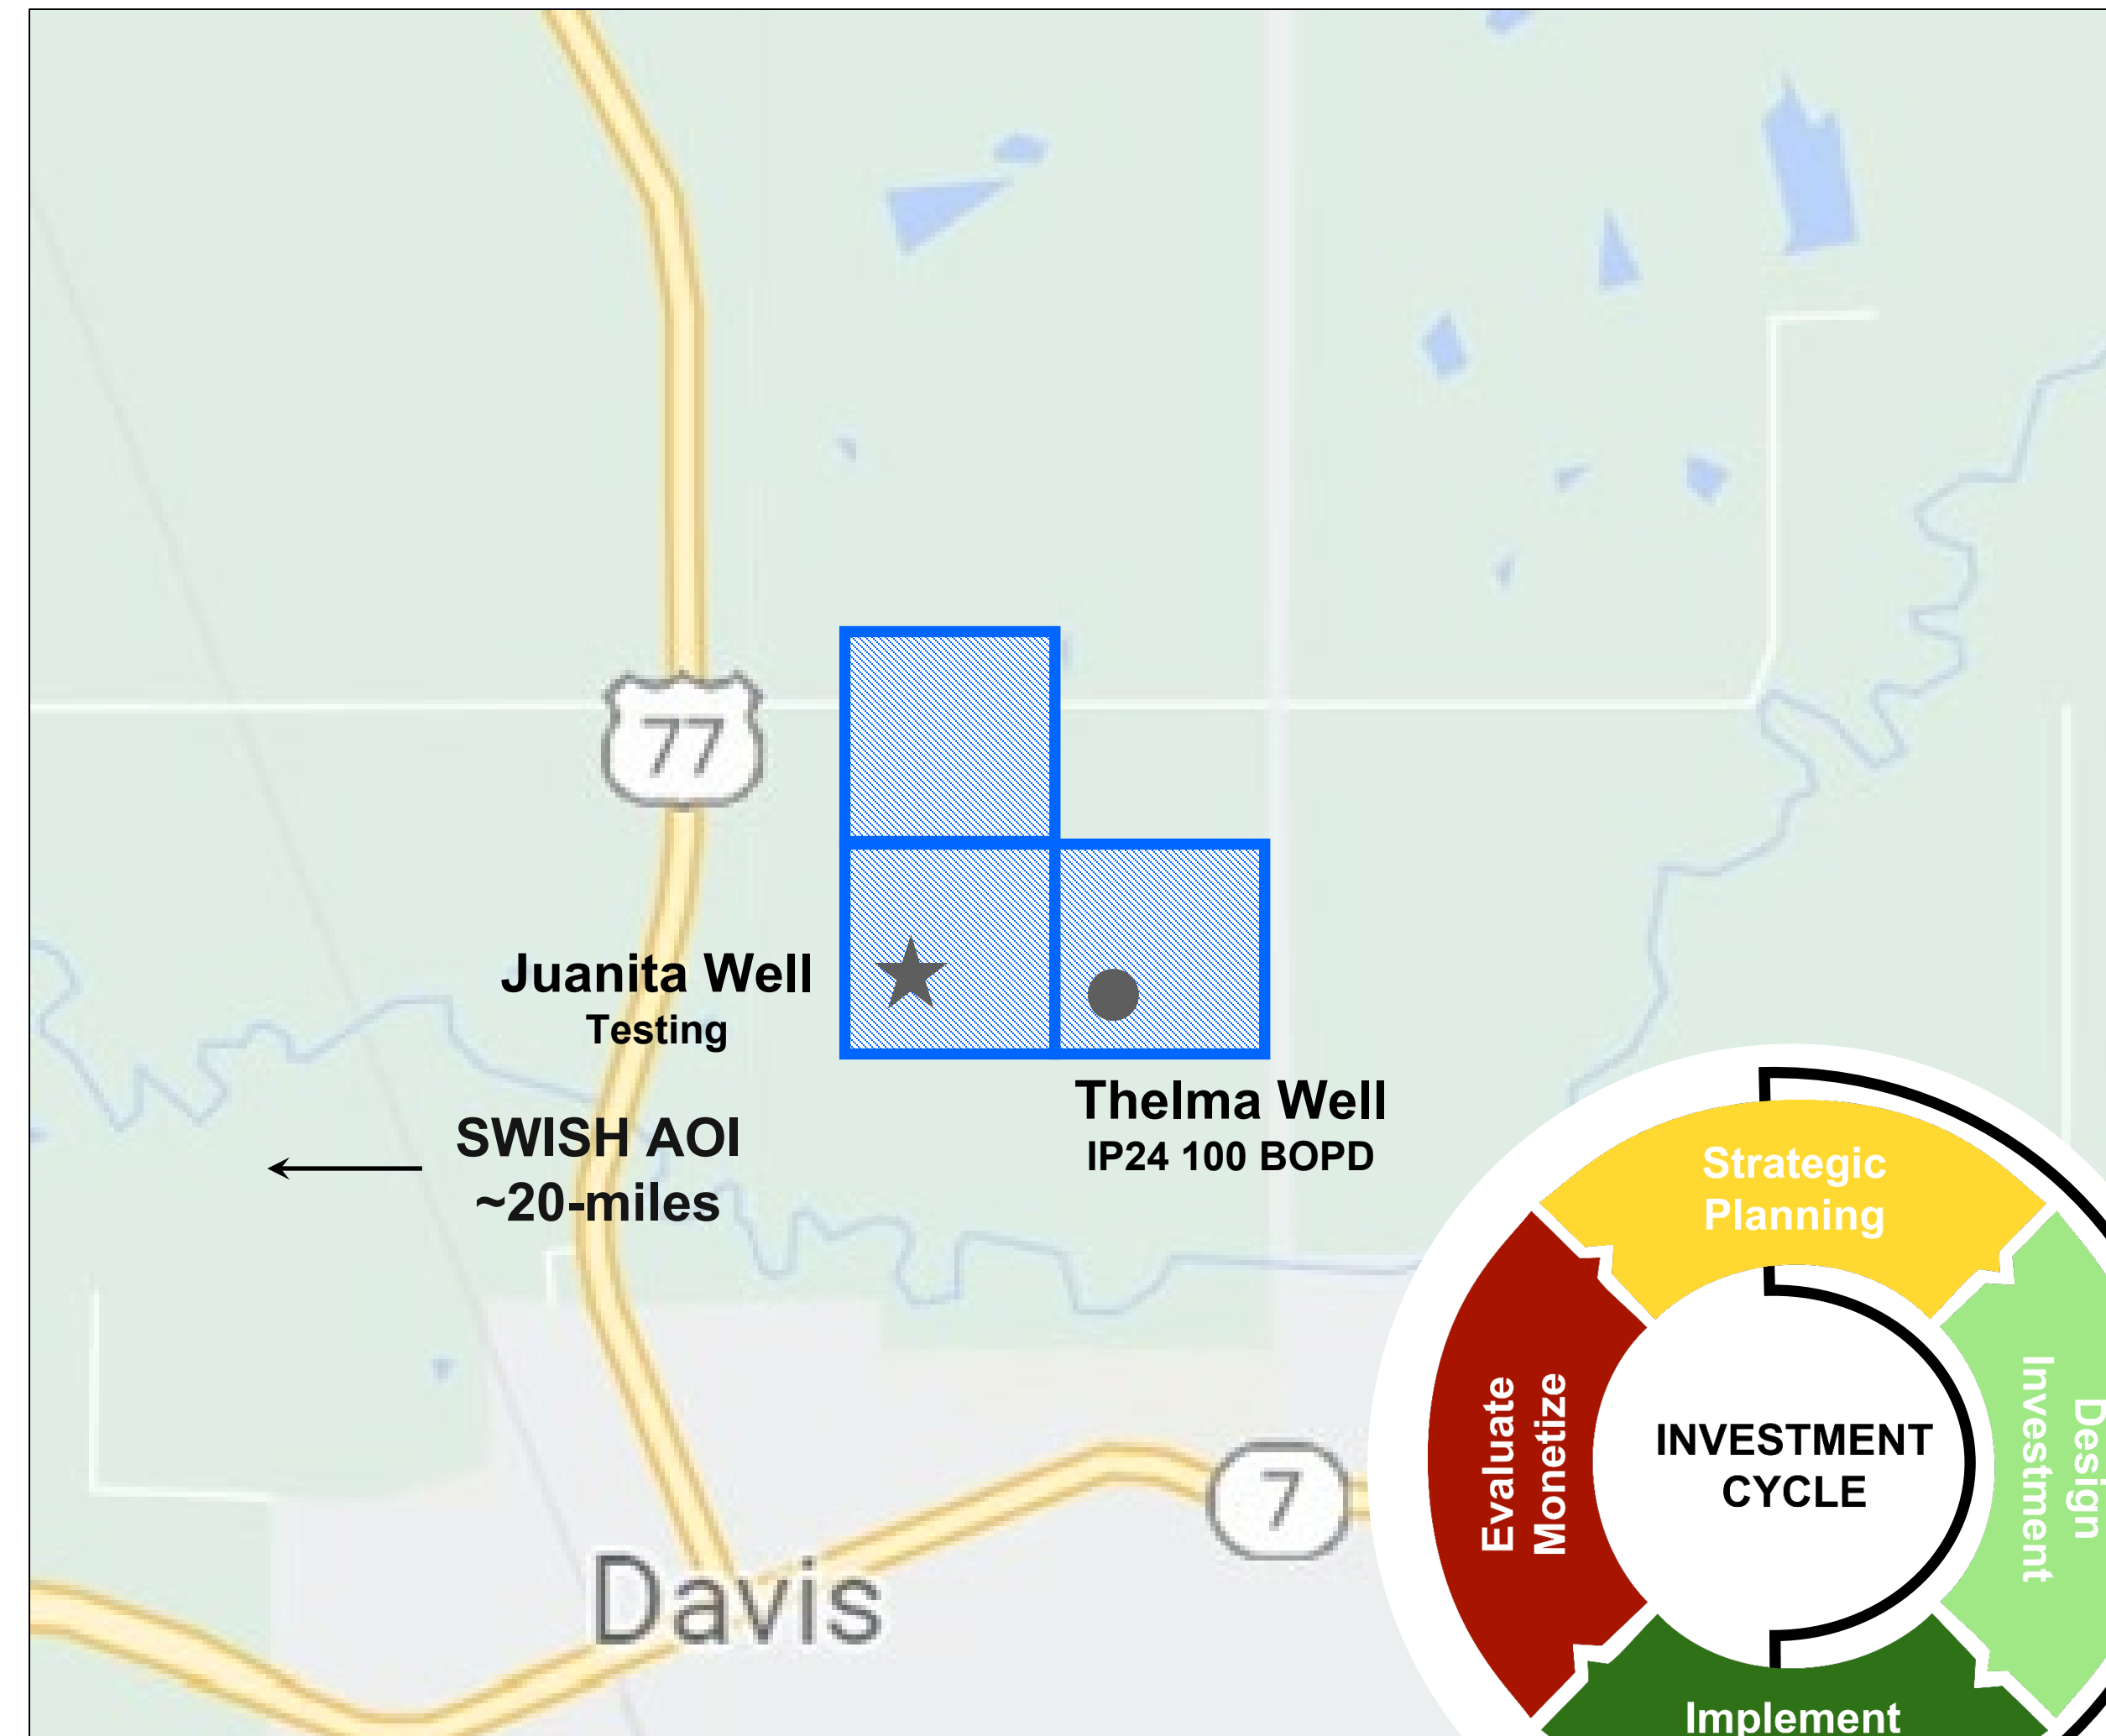 77
Juanita Well
Testing
Thelma Well
IP24 100 BOPD
SWISH AOI
~20-miles
7
Davis
Strategic
Planning
Design
Investment
INVESTMENT
CYCLE
Evaluate
Monetize
Implement